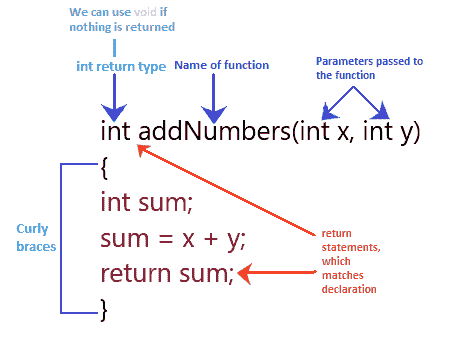 We can use void if
nothing is returned
int return type
Name of function
Parameters passed to
the function
int addNumbers(int x, int y)
{
int sum;
sum = x + y;
return sum;
}
Curly
braces
return
statements,
which
matches
declaration